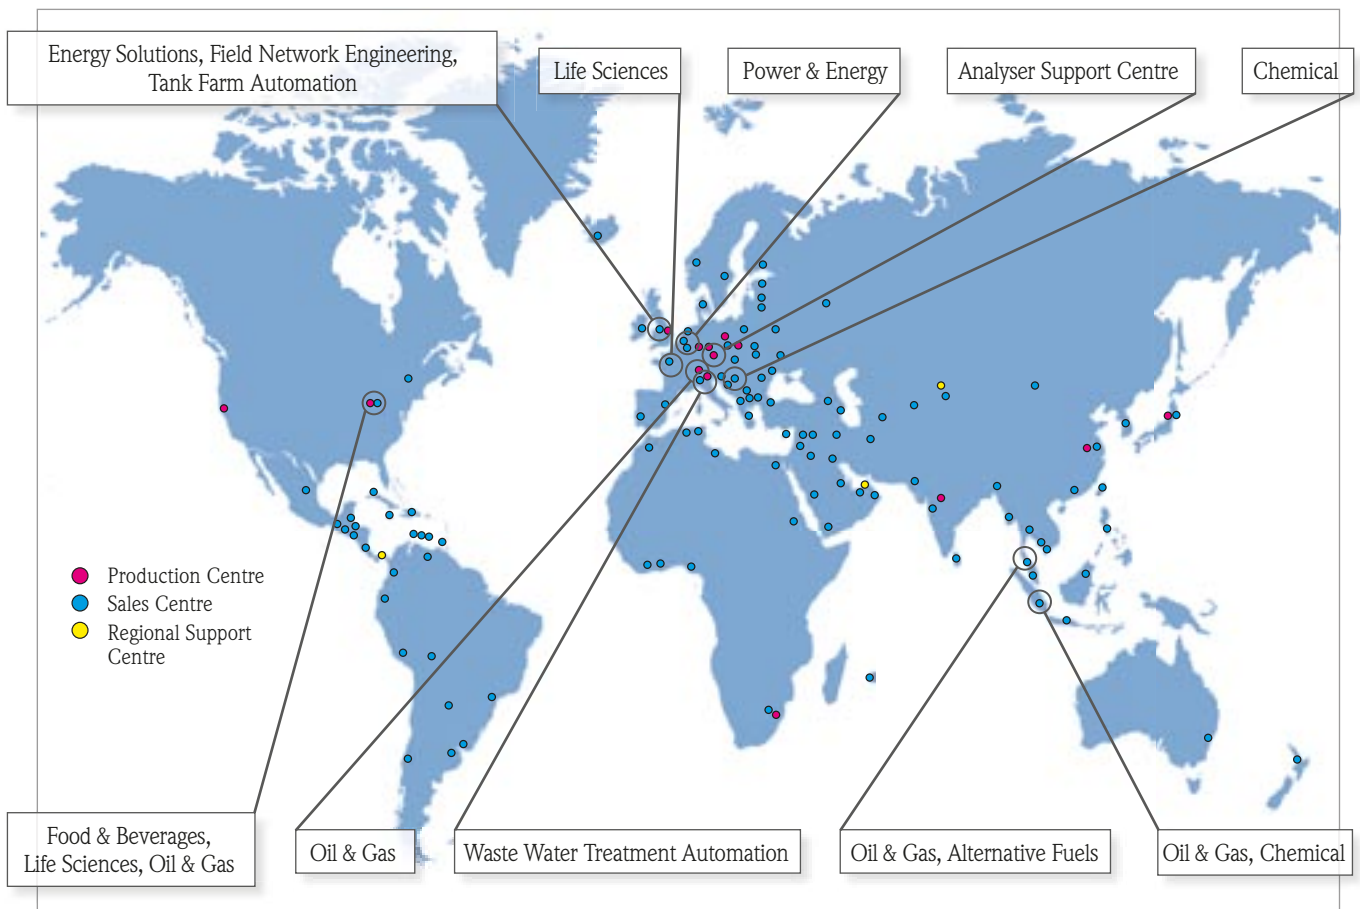 Energy Solutions, Field Network Engineering,
Tank Farm Automation
Life Sciences
Power & Energy
Analyser Support Centre
Chemical
Production Centre
Sales Centre
Regional Support
Centre
Food & Beverages,
Life Sciences, Oil & Gas
Oil & Gas
Waste Water Treatment Automation
Oil & Gas, Alternative Fuels
Oil & Gas, Chemical